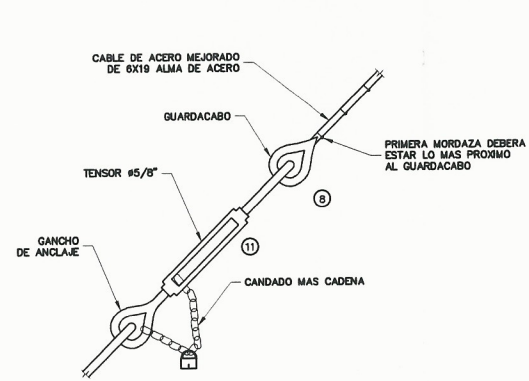 CABLE DE ACERO MEJORADO
DE 6X19 ALMA DE ACERO
GUARDACABO
PRIMERA MORDAZA DEBERA
ESTAR LO MAS PROXIMO
AL GUARDACABO
TENSOR ø5/8"
8
11
GANCHO
DE ANCLAJE
CANDADO MAS CADENA